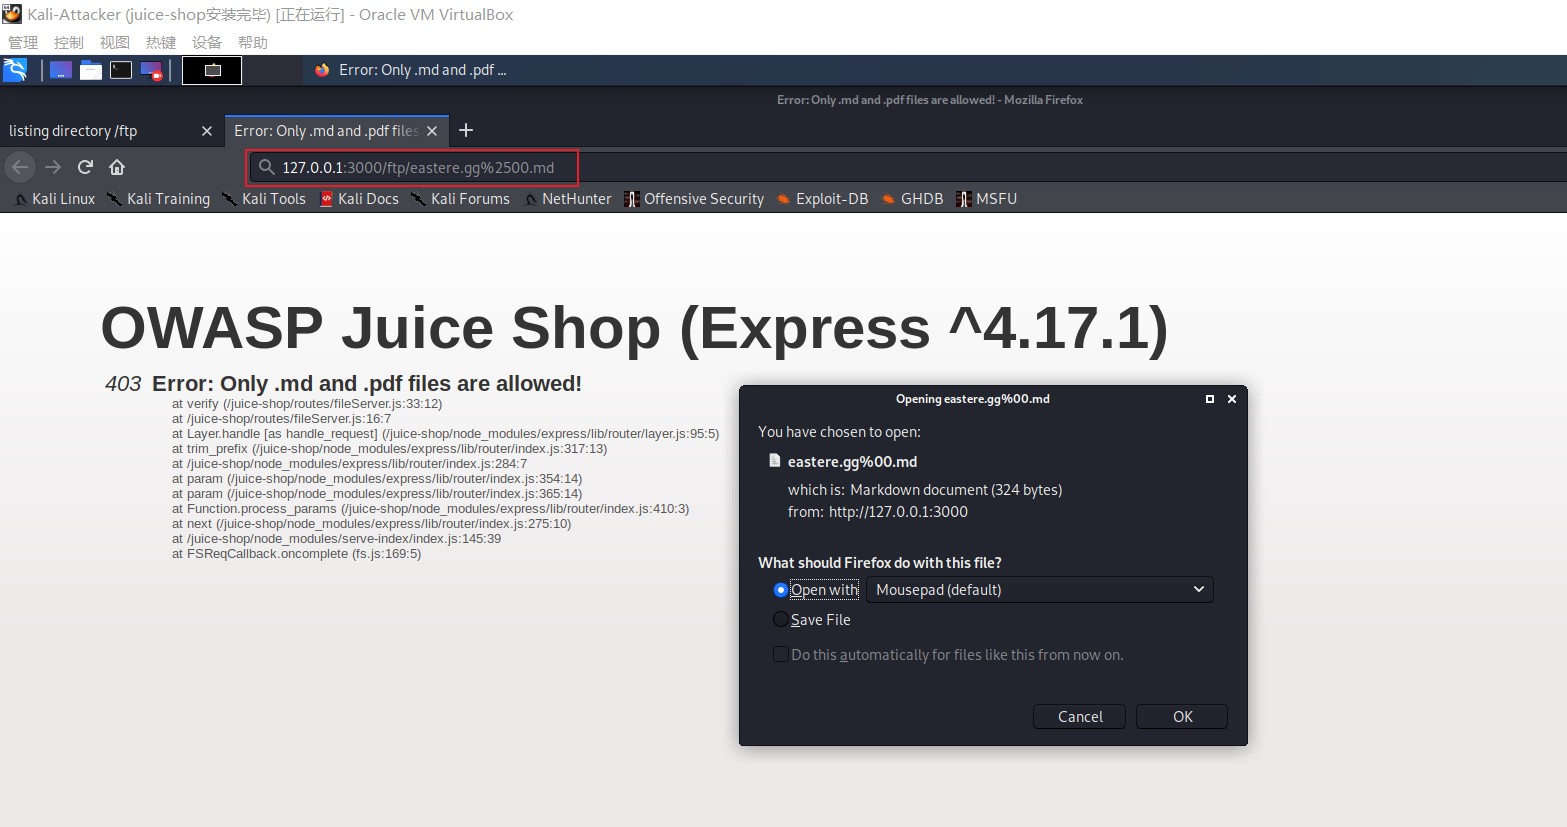 Kali-Attacker (juice-shop安装完毕) [正在运行] - Oracle VM VirtualBox
管理 控制 视图 热键 设备 帮助
Error: Only .md and .pdf ...
Error: Only .md and .pdf files are allowed! - Mozilla Firefox
listing directory /ftp
Error: Only .md and .pdf files
127.0.0.1:3000/ftp/eastere.gg%2500.md
Kali Linux Kali Training Kali Tools Kali Docs Kali Forums NetHunter Offensive Security Exploit-DB GHDB MSFU
OWASP Juice Shop (Express ^4.17.1)
403 Error: Only .md and .pdf files are allowed!
at verify (/juice-shop/routes/fileServer.js:33:12)
at /juice-shop/routes/fileServer.js:16:7
at Layer.handle [as handle_request] (/juice-shop/node_modules/express/lib/router/layer.js:95:5)
at trim_prefix (/juice-shop/node_modules/express/lib/router/index.js:317:13)
at /juice-shop/node_modules/express/lib/router/index.js:284:7
at param (/juice-shop/node_modules/express/lib/router/index.js:354:14)
at param (/juice-shop/node_modules/express/lib/router/index.js:365:14)
at Function.process_params (/juice-shop/node_modules/express/lib/router/index.js:410:3)
at next (/juice-shop/node_modules/express/lib/router/index.js:275:10)
at /juice-shop/node_modules/serve-index/index.js:145:39
at FSReqCallback.oncomplete (fs.js:169:5)
Opening eastere.gg%00.md
You have chosen to open:
eastere.gg%00.md
which is: Markdown document (324 bytes)
from: http://127.0.0.1:3000
What should Firefox do with this file?
Open with Mousepad (default)
Save File
Do this automatically for files like this from now on.
Cancel OK